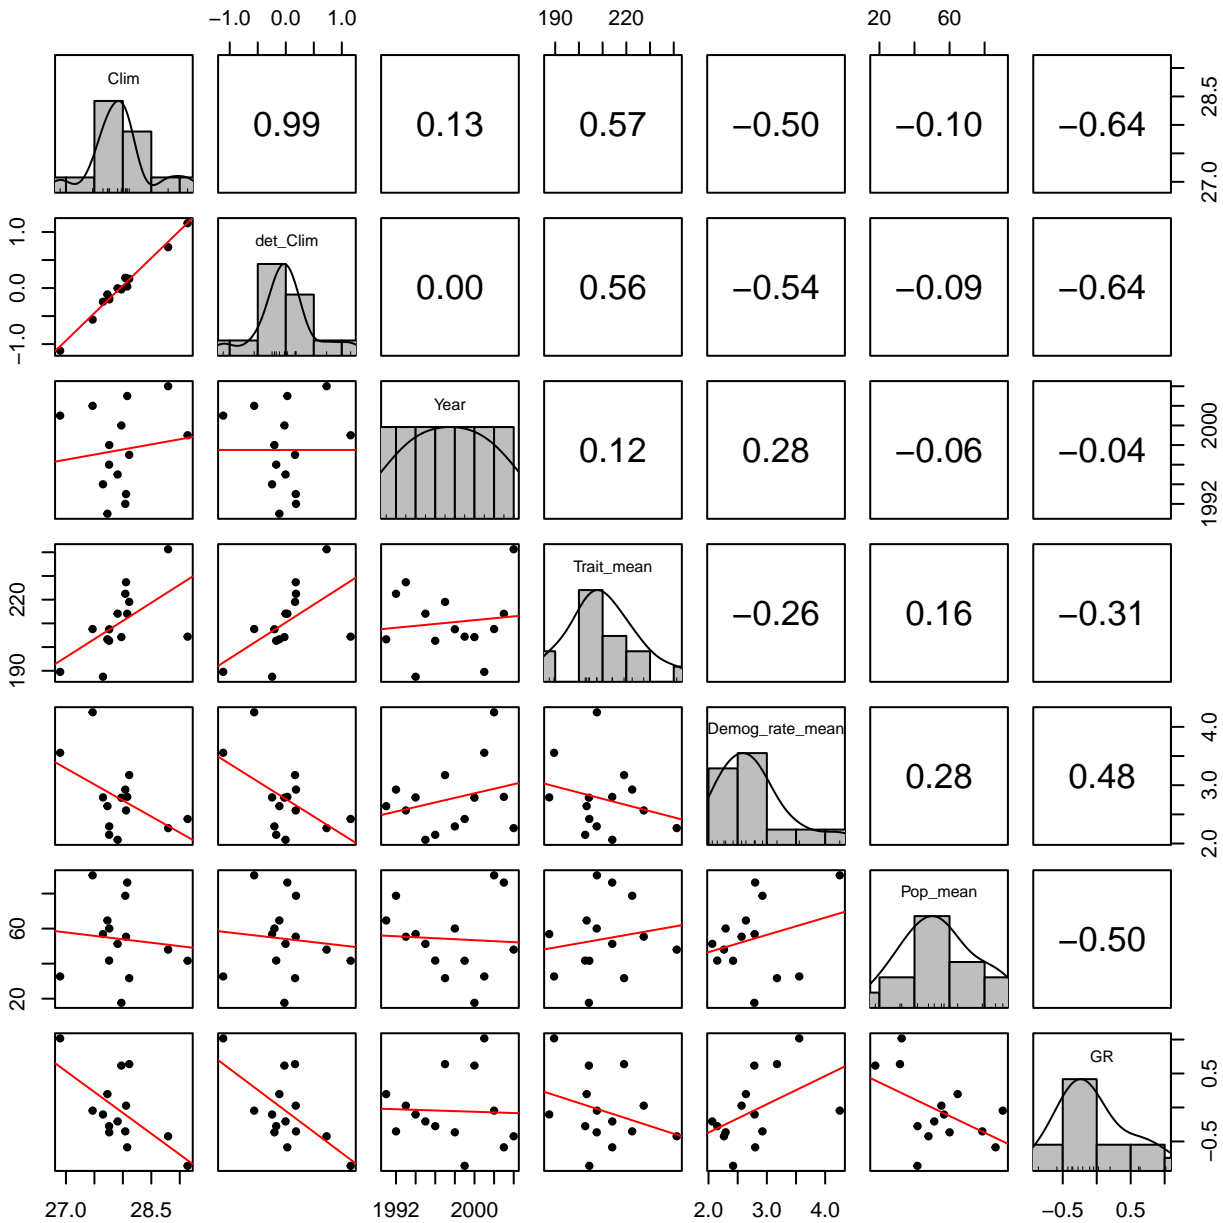 −1.0 0.0 1.0 190 220 20 60
Clim 0.99 0.13 0.57 −0.50 −0.10 −0.64 27.0 28.5
−1.0 0.0 1.0 det_Clim 0.00 0.56 −0.54 −0.09 −0.64
Year 0.12 0.28 −0.06 −0.04 1992 2000
190 220 Trait_mean −0.26 0.16 −0.31
Demog_rate_mean 0.28 0.48 2.0 3.0 4.0
20 60 Pop_mean −0.50
GR −0.5 0.5
27.0 28.5 1992 2000 2.0 3.0 4.0 −0.5 0.5